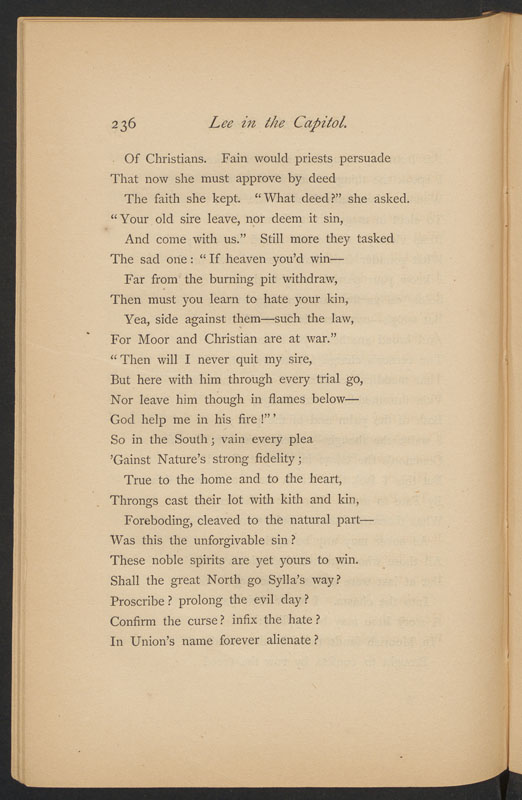 236 Lee in the Capitol.
Of Christians. Fain would priests persuade
That now she must approve by deed
The faith she kept. “What deed?” she asked.
“Your old sire leave, nor deem it sin,
And come with us.” Still more they tasked
The sad one: “If heaven you’d win—
Far from the burning pit withdraw,
Then must you learn to hate your kin,
Yea, side against them—such the law,
For Moor and Christian are at war.”
“Then will I never quit my sire,
But here with him through every trial go,
Nor leave him though in flames below—
God help me in his fire!”’
So in the South; vain every plea
’Gainst Nature’s strong fidelity;
True to the home and to the heart,
Throngs cast their lot with kith and kin,
Foreboding, cleaved to the natural part—
Was this the unforgivable sin?
These noble spirits are yet yours to win.
Shall the great North go Sylla’s way?
Proscribe? prolong the evil day?
Confirm the curse? infix the hate?
In Union’s name forever alienate?